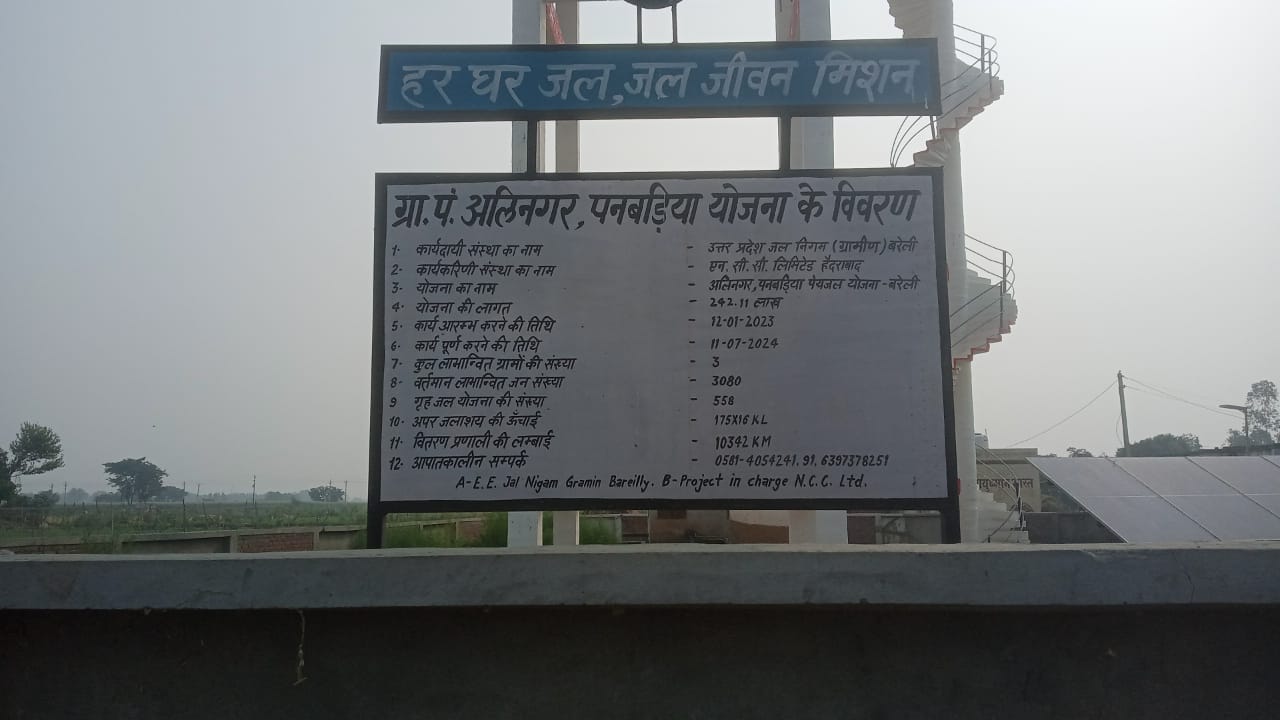 हर घर जल, जल जीवन मिशन
ग्रा. पं. अलिनगर, पनबड़िया योजना के विवरण
1. कार्यदायी संस्था का नाम - उत्तर प्रदेश जल निगम (ग्रामीण) बरेली
2. कार्यकारिणी संस्था का नाम - एन. सी. सी. लिमिटेड हैदराबाद
3. योजना का नाम - अलिनगर, पनबड़िया पेयजल योजना - बरेली
4. योजना की लागत - 242.11 लाख
5. कार्य आरम्भ करने की तिथि - 12-01-2023
6. कार्य पूर्ण करने की तिथि - 11-07-2024
7. कुल लाभान्वित ग्रामों की संख्या - 3
8. वर्तमान लाभान्वित जन संख्या - 3080
9 गृह जल योजना की संख्या - 558
10. अपर जलाशय की ऊँचाई - 175X16 KL
11. वितरण प्रणाली की लम्बाई - 10342 KM
12. आपातकालीन सम्पर्क - 0581-4054241, 91, 6397378251
A-E.E. Jal Nigam Gramin Bareilly. B-Project in charge N.C.C. Ltd.